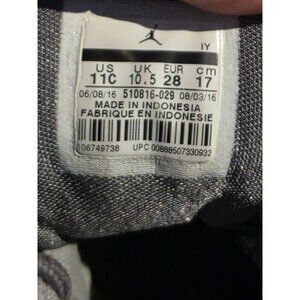 IY
US UK EUR cm
11C 10.5 28 17
06/08/16 510816-029 08/03/16
MADE IN INDONESIA
FABRIQUE EN INDONESIE
006749738 UPC 00888507330932